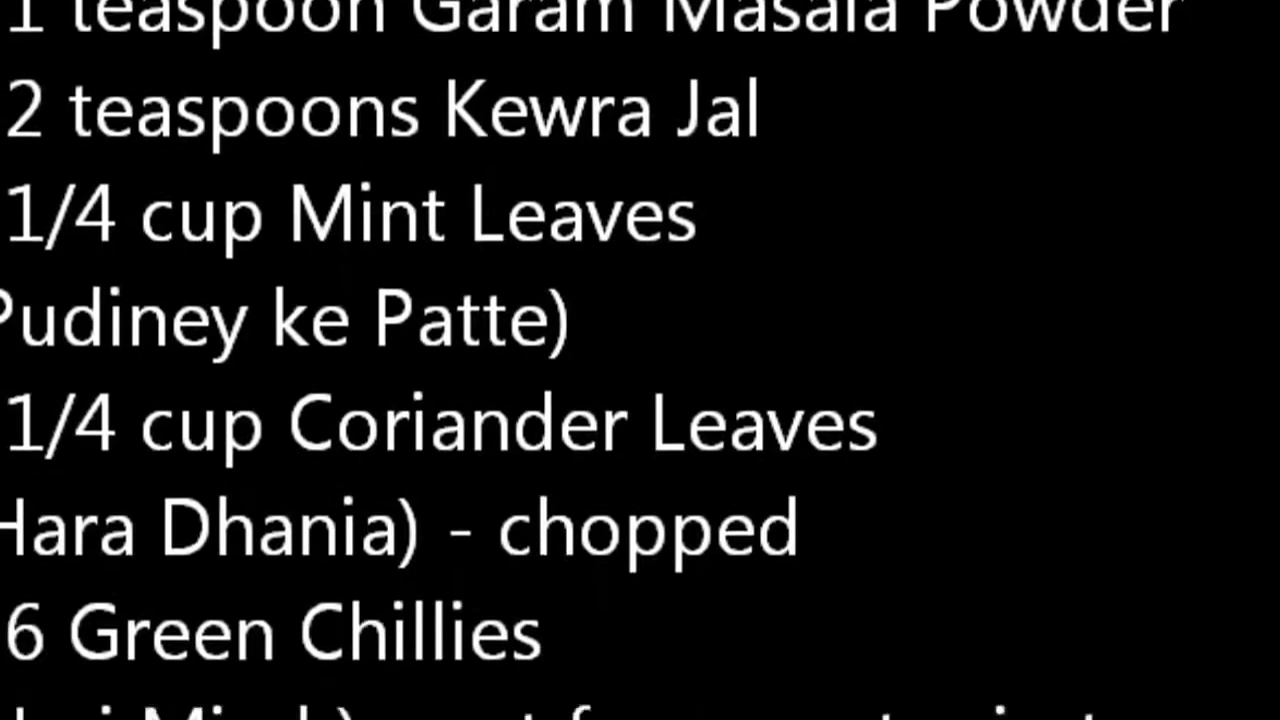 1 teaspoon Garam Masala Powder
2 teaspoons Kewra Jal
1/4 cup Mint Leaves
Pudiney ke Patte)
1/4 cup Coriander Leaves
Hara Dhania) - chopped
6 Green Chillies